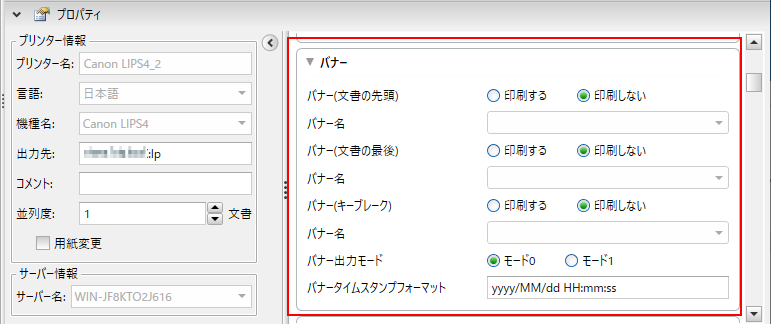 プロパティ
プリンター情報
プリンター名: Canon LIPS4_2
言語: 日本語
機種名: Canon LIPS4
出力先: :lp
コメント:
並列度: 1 文書
用紙変更
サーバー情報
サーバー名: WIN-JF8KTO2J616
バナー
バナー(文書の先頭) 印刷する 印刷しない
バナー名
バナー(文書の最後) 印刷する 印刷しない
バナー名
バナー(キーブレーク) 印刷する 印刷しない
バナー名
バナー出力モード モード0 モード1
バナータイムスタンプフォーマット yyyy/MM/dd HH:mm:ss